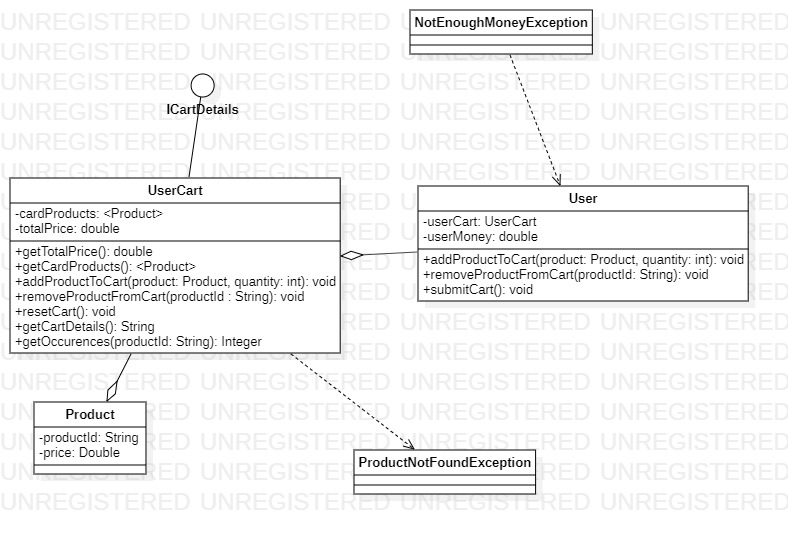 NotEnoughMoneyException
ICartDetails
UserCart
-cardProducts: <Product>
-totalPrice: double
+getTotalPrice(): double
+getCardProducts(): <Product>
+addProductToCart(product: Product, quantity: int): void
+removeProductFromCart(productId : String): void
+resetCart(): void
+getCartDetails(): String
+getOccurences(productId: String): Integer
User
-userCart: UserCart
-userMoney: double
+addProductToCart(product: Product, quantity: int): void
+removeProductFromCart(productId: String): void
+submitCart(): void
Product
-productId: String
-price: Double
ProductNotFoundException
UNREGISTERED UNREGISTERED UNREGISTERED UNREGISTERED